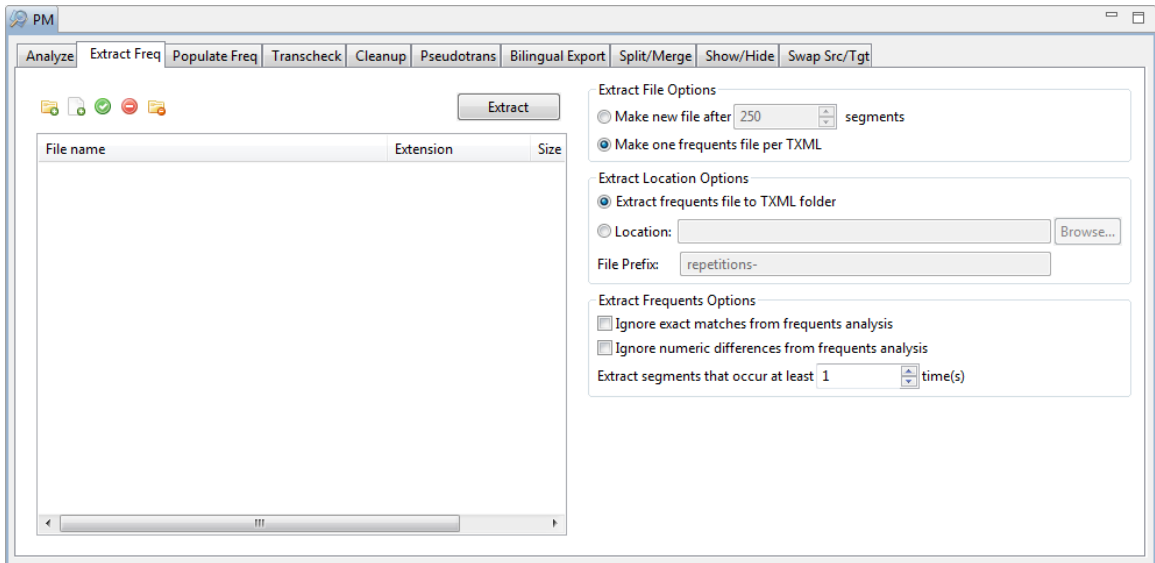 PM
Analyze Extract Freq Populate Freq Transcheck Cleanup Pseudotrans Bilingual Export Split/Merge Show/Hide Swap Src/Tgt
Extract
File name Extension Size
Extract File Options
Make new file after 250 segments
Make one frequents file per TXML
Extract Location Options
Extract frequents file to TXML folder
Location: Browse...
File Prefix: repetitions-
Extract Frequents Options
Ignore exact matches from frequents analysis
Ignore numeric differences from frequents analysis
Extract segments that occur at least 1 time(s)